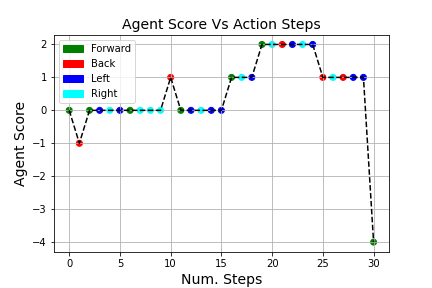 Agent Score Vs Action Steps
Forward
Back
Left
Right
2
1
0
−1
−2
−3
−4
Agent Score
0 5 10 15 20 25 30
Num. Steps